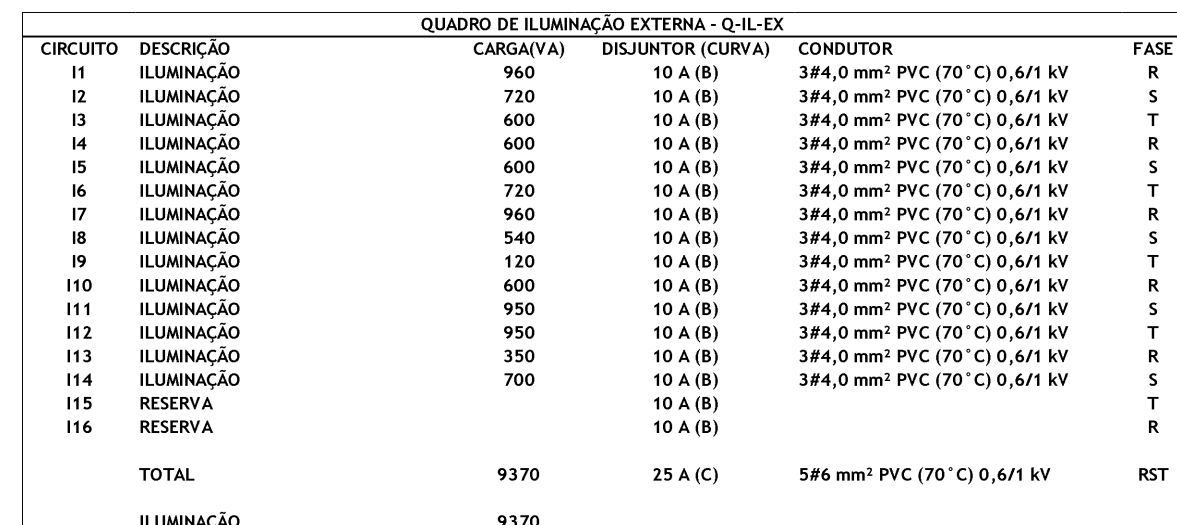 QUADRO DE ILUMINAÇÃO EXTERNA - Q-IL-EX
CIRCUITO DESCRIÇÃO CARGA(VA) DISJUNTOR (CURVA) CONDUTOR FASE
I1 ILUMINAÇÃO 960 10 A (B) 3#4,0 mm² PVC (70°C) 0,6/1 kV R
I2 ILUMINAÇÃO 720 10 A (B) 3#4,0 mm² PVC (70°C) 0,6/1 kV S
I3 ILUMINAÇÃO 600 10 A (B) 3#4,0 mm² PVC (70°C) 0,6/1 kV T
I4 ILUMINAÇÃO 600 10 A (B) 3#4,0 mm² PVC (70°C) 0,6/1 kV R
I5 ILUMINAÇÃO 600 10 A (B) 3#4,0 mm² PVC (70°C) 0,6/1 kV S
I6 ILUMINAÇÃO 720 10 A (B) 3#4,0 mm² PVC (70°C) 0,6/1 kV T
I7 ILUMINAÇÃO 960 10 A (B) 3#4,0 mm² PVC (70°C) 0,6/1 kV R
I8 ILUMINAÇÃO 540 10 A (B) 3#4,0 mm² PVC (70°C) 0,6/1 kV S
I9 ILUMINAÇÃO 120 10 A (B) 3#4,0 mm² PVC (70°C) 0,6/1 kV T
I10 ILUMINAÇÃO 600 10 A (B) 3#4,0 mm² PVC (70°C) 0,6/1 kV R
I11 ILUMINAÇÃO 950 10 A (B) 3#4,0 mm² PVC (70°C) 0,6/1 kV S
I12 ILUMINAÇÃO 950 10 A (B) 3#4,0 mm² PVC (70°C) 0,6/1 kV T
I13 ILUMINAÇÃO 350 10 A (B) 3#4,0 mm² PVC (70°C) 0,6/1 kV R
I14 ILUMINAÇÃO 700 10 A (B) 3#4,0 mm² PVC (70°C) 0,6/1 kV S
I15 RESERVA 10 A (B) T
I16 RESERVA 10 A (B) R
TOTAL 9370 25 A (C) 5#6 mm² PVC (70°C) 0,6/1 kV RST
ILUMINAÇÃO 9370